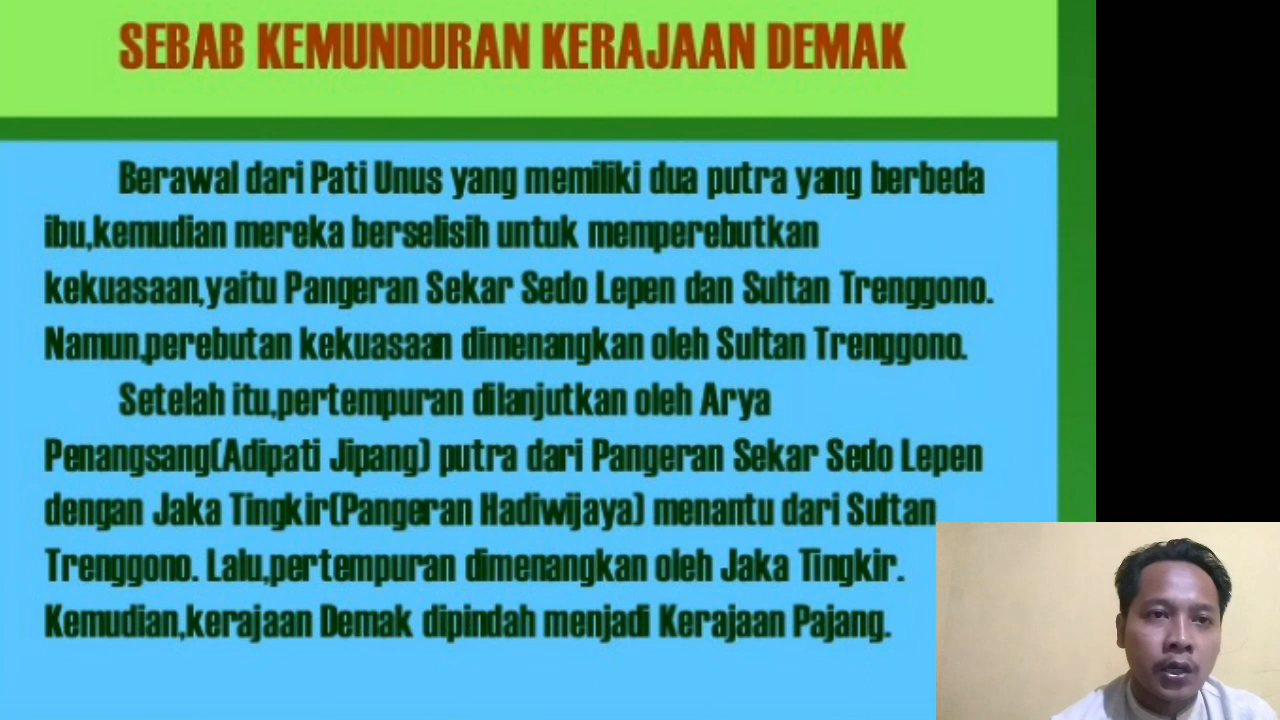 SEBAB KEMUNDURAN KERAJAAN DEMAK
Berawal dari Pati Unus yang memiliki dua putra yang berbeda
ibu,kemudian mereka berselisih untuk memperebutkan
kekuasaan,yaitu Pangeran Sekar Sedo Lepen dan Sultan Trenggono.
Namun,perebutan kekuasaan dimenangkan oleh Sultan Trenggono.
Setelah itu,pertempuran dilanjutkan oleh Arya
Penangsang(Adipati Jipang) putra dari Pangeran Sekar Sedo Lepen
dengan Jaka Tingkir(Pangeran Hadiwijaya) menantu dari Sultan
Trenggono. Lalu,pertempuran dimenangkan oleh Jaka Tingkir.
Kemudian,kerajaan Demak dipindah menjadi Kerajaan Pajang.